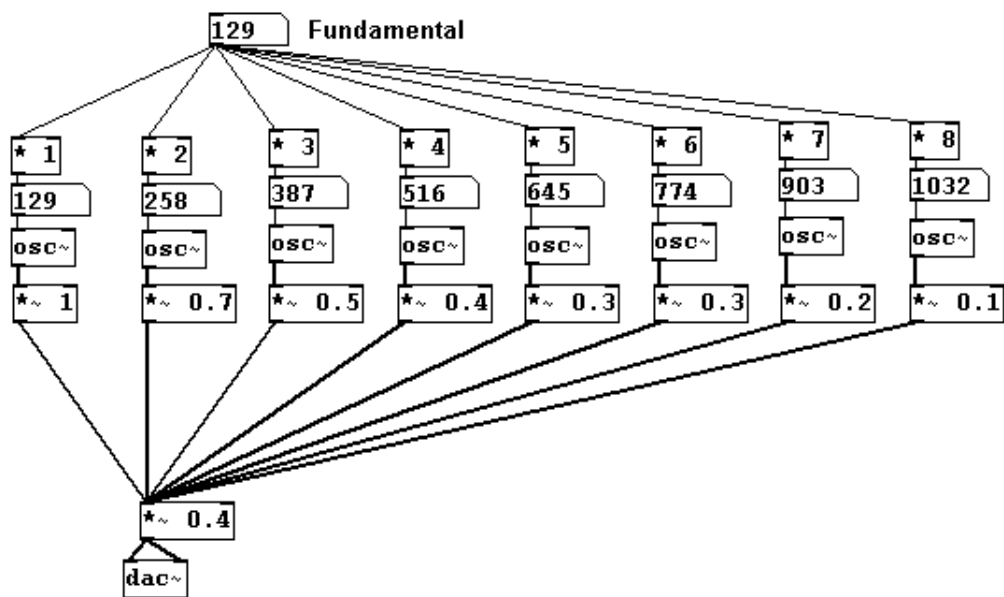 129 Fundamental
* 1 * 2 * 3 * 4 * 5 * 6 * 7 * 8
129 258 387 516 645 774 903 1032
osc~ osc~ osc~ osc~ osc~ osc~ osc~ osc~
*~ 1 *~ 0.7 *~ 0.5 *~ 0.4 *~ 0.3 *~ 0.3 *~ 0.2 *~ 0.1
*~ 0.4
dac~